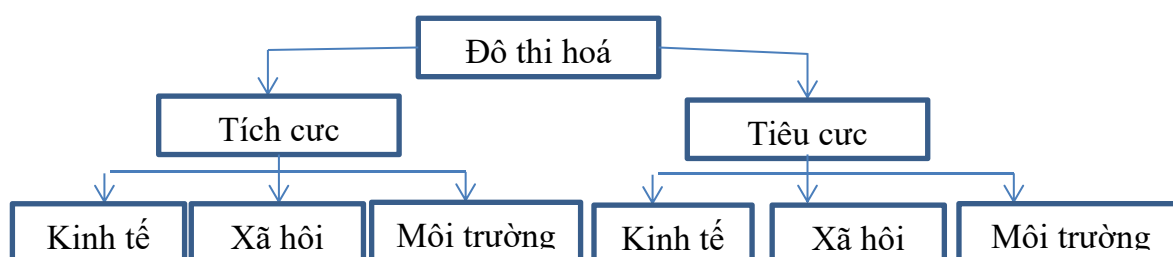 Đô thi hoá
Tích cưc
Tiêu cưc
Kinh tế
Xã hôi
Môi trường
Kinh tế
Xã hôi
Môi trường